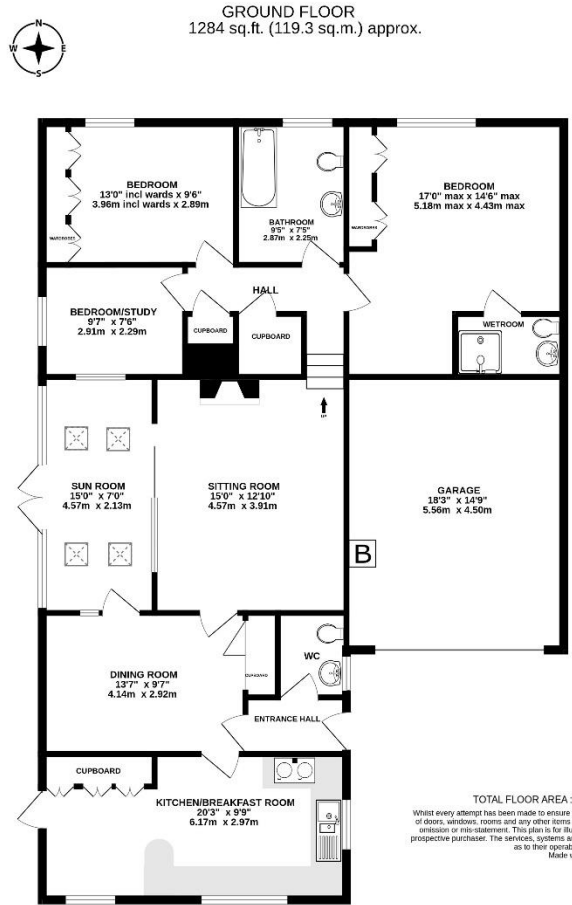 GROUND FLOOR
1284 sq.ft. (119.3 sq.m.) approx.
N
W
E
S
BEDROOM
13'0" incl wards x 9'6"
3.96m incl wards x 2.89m
WARDROBES
BATHROOM
9'5" x 7'5"
2.87m x 2.25m
BEDROOM
17'0" max x 14'6" max
5.18m max x 4.43m max
WARDROBES
HALL
BEDROOM/STUDY
9'7" x 7'6"
2.91m x 2.29m
CUPBOARD
CUPBOARD
WETROOM
UP
SUN ROOM
15'0" x 7'0"
4.57m x 2.13m
SITTING ROOM
15'0" x 12'10"
4.57m x 3.91m
GARAGE
18'3" x 14'9"
5.56m x 4.50m
B
DINING ROOM
13'7" x 9'7"
4.14m x 2.92m
CUPBOARD
WC
ENTRANCE HALL
CUPBOARD
KITCHEN/BREAKFAST ROOM
20'3" x 9'9"
6.17m x 2.97m
TOTAL FLOOR AREA :
Whilst every attempt has been made to ensure
of doors, windows, rooms and any other items
omission or mis-statement. This plan is for
prospective purchaser. The services, systems
as to their
Made